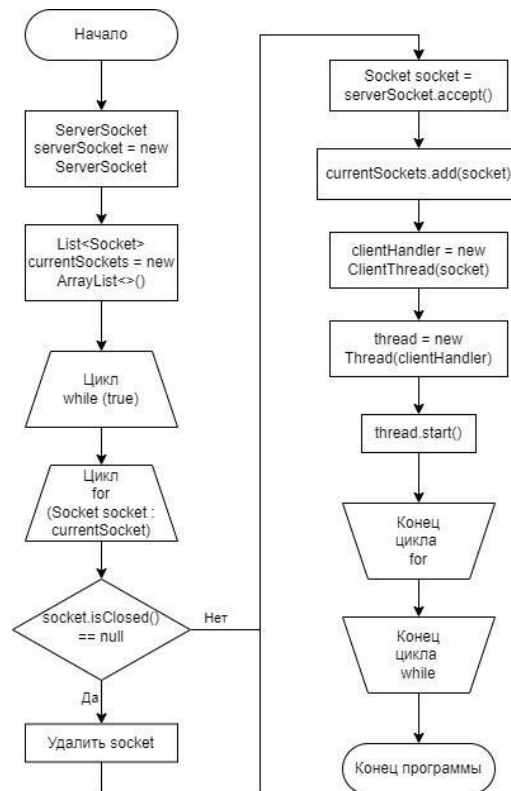 Начало
ServerSocket
serverSocket = new
ServerSocket
List<Socket>
currentSockets = new
ArrayList<>()
Цикл
while (true)
Цикл
for
(Socket socket :
currentSocket)
socket.isClosed()
== null
Нет
Да
Удалить socket
Socket socket =
serverSocket.accept()
currentSockets.add(socket)
clientHandler = new
ClientThread(socket)
thread = new
Thread(clientHandler)
thread.start()
Конец
цикла
for
Конец
цикла
while
Конец программы